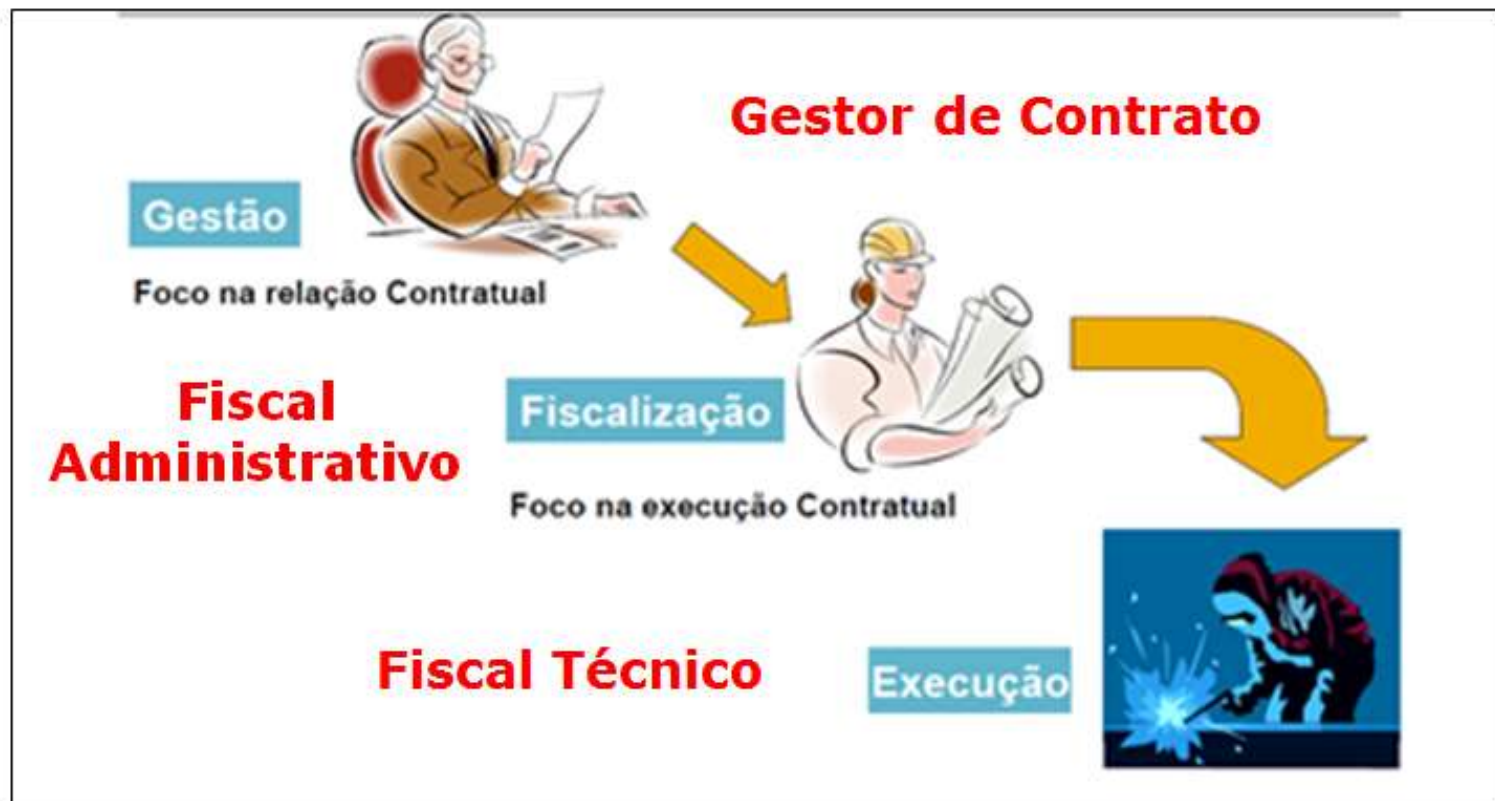 Gestor de Contrato
Gestão
Foco na relação Contratual
Fiscal
Administrativo
Fiscalização
Foco na execução Contratual
Fiscal Técnico
Execução